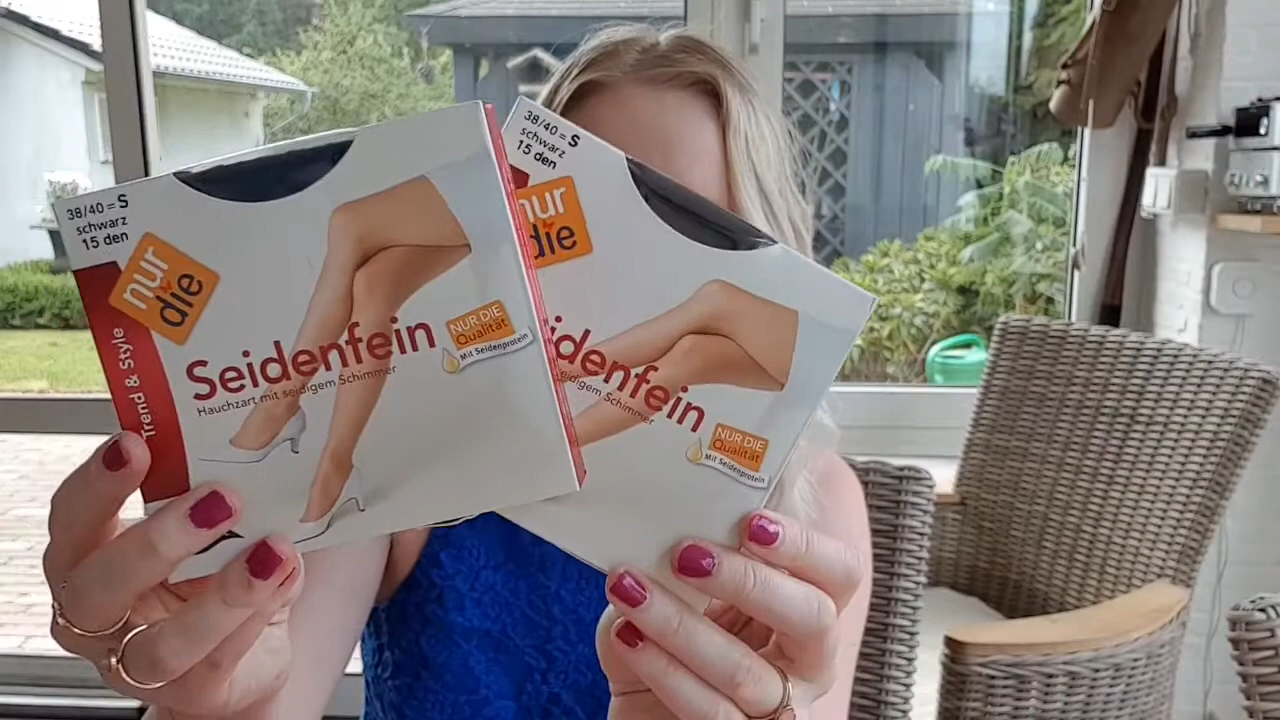 38/40 = S
schwarz
15 den
nur
die
Trend & Style
Seidenfein
Hauchzart mit seidigem Schimmer
NUR DIE
Qualität
Mit Seidenprotein
38/40 = S
schwarz
15 den
nur
die
idenfein
seidigem Schimmer
NUR DIE
Qualität
Mit Seidenprotein